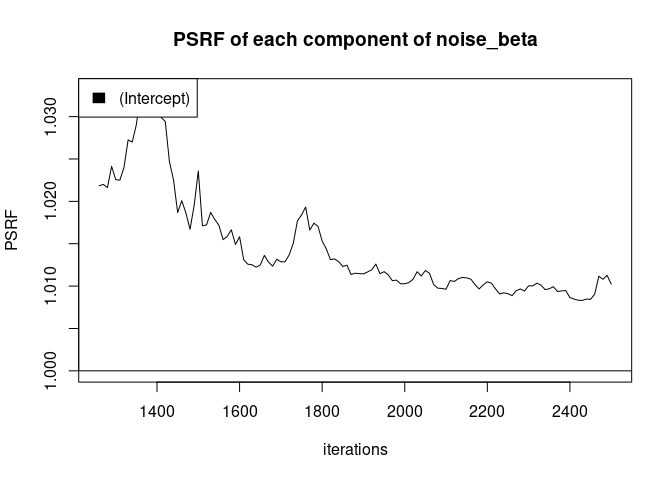 PSRF of each component of noise_beta
(Intercept)
PSRF
1.030
1.020
1.010
1.000
1400 1600 1800 2000 2200 2400
iterations